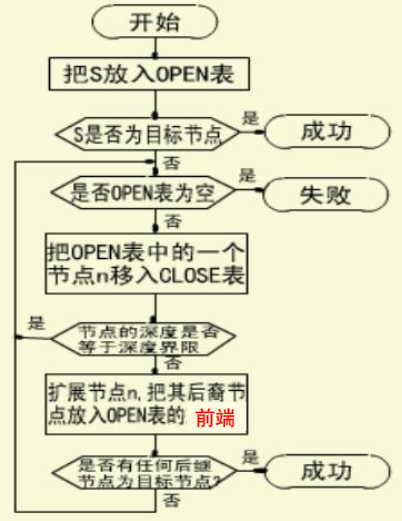 开始
把S放入OPEN表
S是否为目标节点
是
成功
否
是否OPEN表为空
是
失败
否
把OPEN表中的一个
节点n移入CLOSE表
是
节点的深度是否
等于深度界限
否
扩展节点n,把其后裔节
点放入OPEN表的 前端
是否有任何后继
节点为目标节点?
是
成功
否